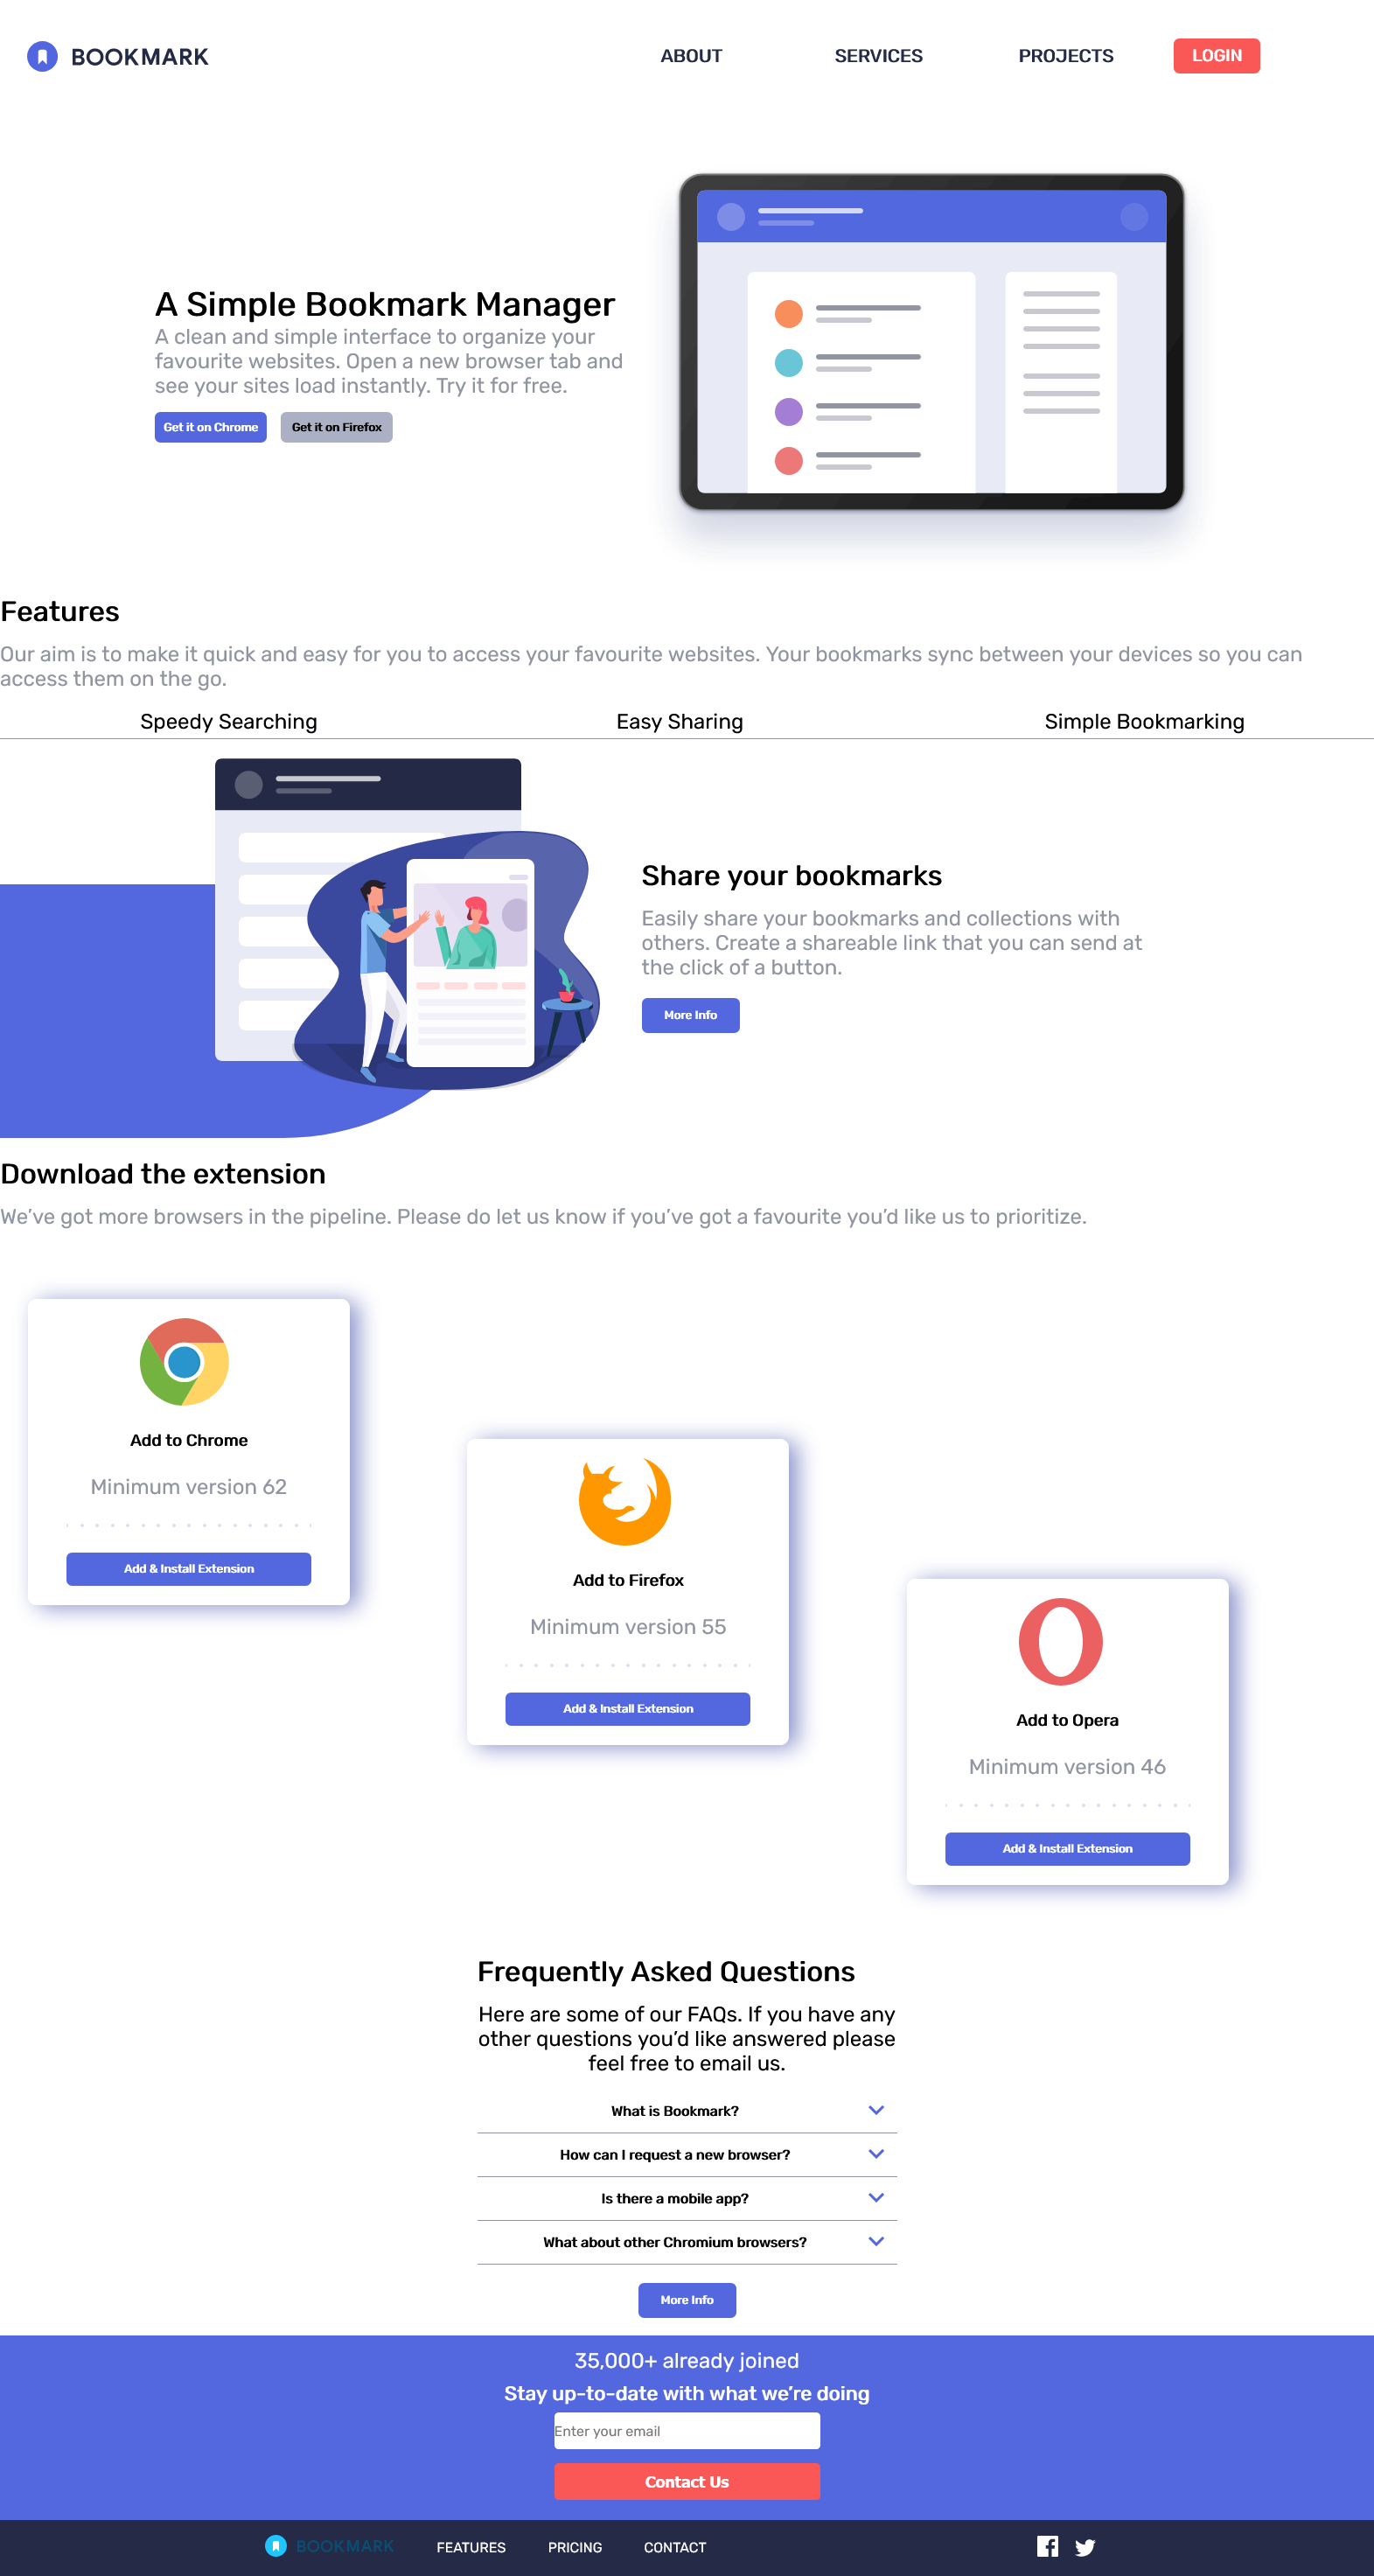 BOOKMARK
ABOUT
SERVICES
PROJECTS
LOGIN
A Simple Bookmark Manager
A clean and simple interface to organize your
favourite websites. Open a new browser tab and
see your sites load instantly. Try it for free.
Get it on Chrome
Get it on Firefox
Features
Our aim is to make it quick and easy for you to access your favourite websites. Your bookmarks sync between your devices so you can
access them on the go.
Speedy Searching
Easy Sharing
Simple Bookmarking
Share your bookmarks
Easily share your bookmarks and collections with
others. Create a shareable link that you can send at
the click of a button.
More Info
Download the extension
We’ve got more browsers in the pipeline. Please do let us know if you’ve got a favourite you’d like us to prioritize.
Add to Chrome
Minimum version 62
Add & Install Extension
Add to Firefox
Minimum version 55
Add & Install Extension
Add to Opera
Minimum version 46
Add & Install Extension
Frequently Asked Questions
Here are some of our FAQs. If you have any
other questions you’d like answered please
feel free to email us.
What is Bookmark?
How can I request a new browser?
Is there a mobile app?
What about other Chromium browsers?
More Info
35,000+ already joined
Stay up-to-date with what we’re doing
Enter your email
Contact Us
BOOKMARK
FEATURES
PRICING
CONTACT